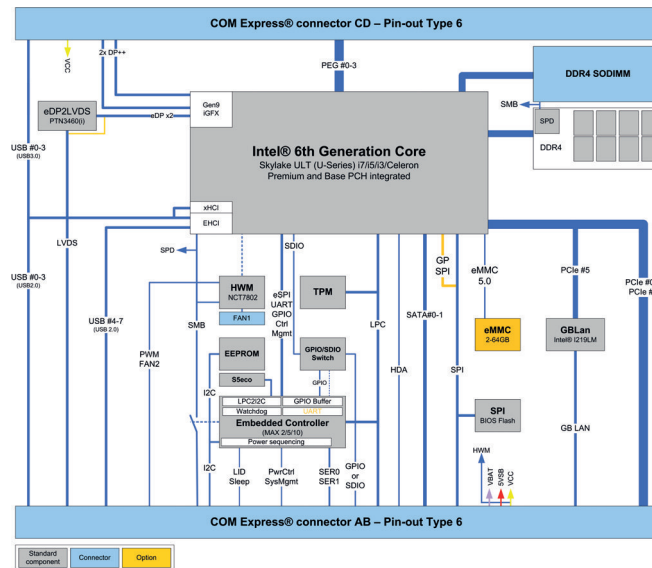 COM Express® connector CD – Pin-out Type 6
2x DP++
VCC
PEG #0-3
DDR4 SODIMM
Gen9
iGFX
eDP2LVDS
PTN3460(i)
eDP x2
SMB
SPD
DDR4
Intel® 6th Generation Core
Skylake ULT (U-Series) i7/i5/i3/Celeron
Premium and Base PCH integrated
USB #0-3
(USB3.0)
xHCI
EHCI
LVDS
SPD
SDIO
GP
SPI
eMMC
5.0
PCIe #5
USB #0-3
(USB2.0)
USB #4-7
(USB 2.0)
HWM
NCT7802
FAN1
eSPI
UART
GPIO
Ctrl
Mgmt
TPM
LPC
SATA#0-1
PCIe #
PCIe #
SMB
eMMC
2-64GB
GBLan
Intel® I219LM
PWM
FAN2
EEPROM
GPIO/SDIO
Switch
HDA
SPI
S5eco
GPIO
I2C
LPC2I2C
GPIO Buffer
Watchdog
UART
Embedded Controller
(MAX 2/5/10)
Power sequencing
SPI
BIOS Flash
GB LAN
I2C
LID
Sleep
PwrCtrl
SysMgmt
SER0
SER1
GPIO
or
SDIO
HWM
VBAT
5VSB
VCC
COM Express® connector AB – Pin-out Type 6
Standard
component
Connector
Option